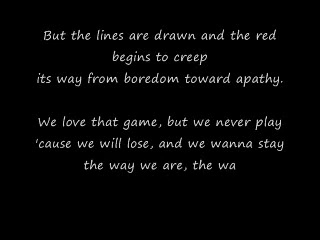 But the lines are drawn and the red
begins to creep
its way from boredom toward apathy.
We love that game, but we never play
'cause we will lose, and we wanna stay
the way we are, the wa